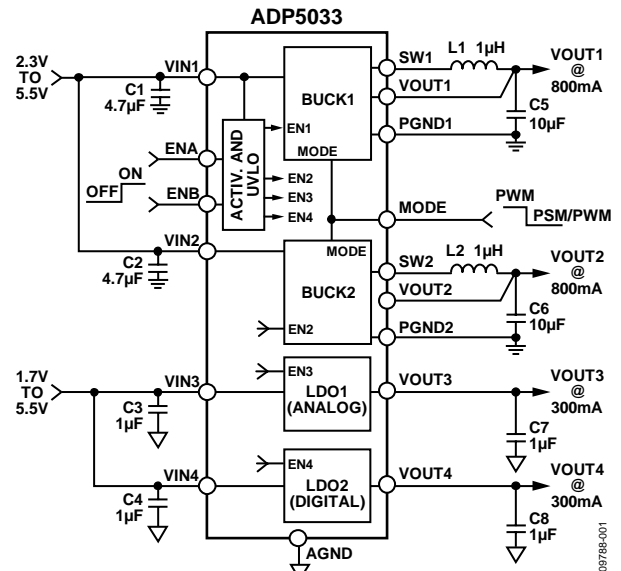 ADP5033
2.3V
TO
5.5V
VIN1
C1
4.7µF
BUCK1
MODE
SW1
L1 1µH
VOUT1
@
800mA
VOUT1
C5
10µF
PGND1
EN1
ENA
ON
OFF
ENB
ACTIV. AND
UVLO
EN2
EN3
EN4
MODE
PWM
PSM/PWM
VIN2
C2
4.7µF
MODE
BUCK2
EN2
SW2
L2 1µH
VOUT2
@
800mA
VOUT2
C6
10µF
PGND2
1.7V
TO
5.5V
VIN3
C3
1µF
EN3
LDO1
(ANALOG)
VOUT3
VOUT3
@
300mA
C7
1µF
VIN4
C4
1µF
EN4
LDO2
(DIGITAL)
VOUT4
VOUT4
@
300mA
C8
1µF
AGND
09788-001